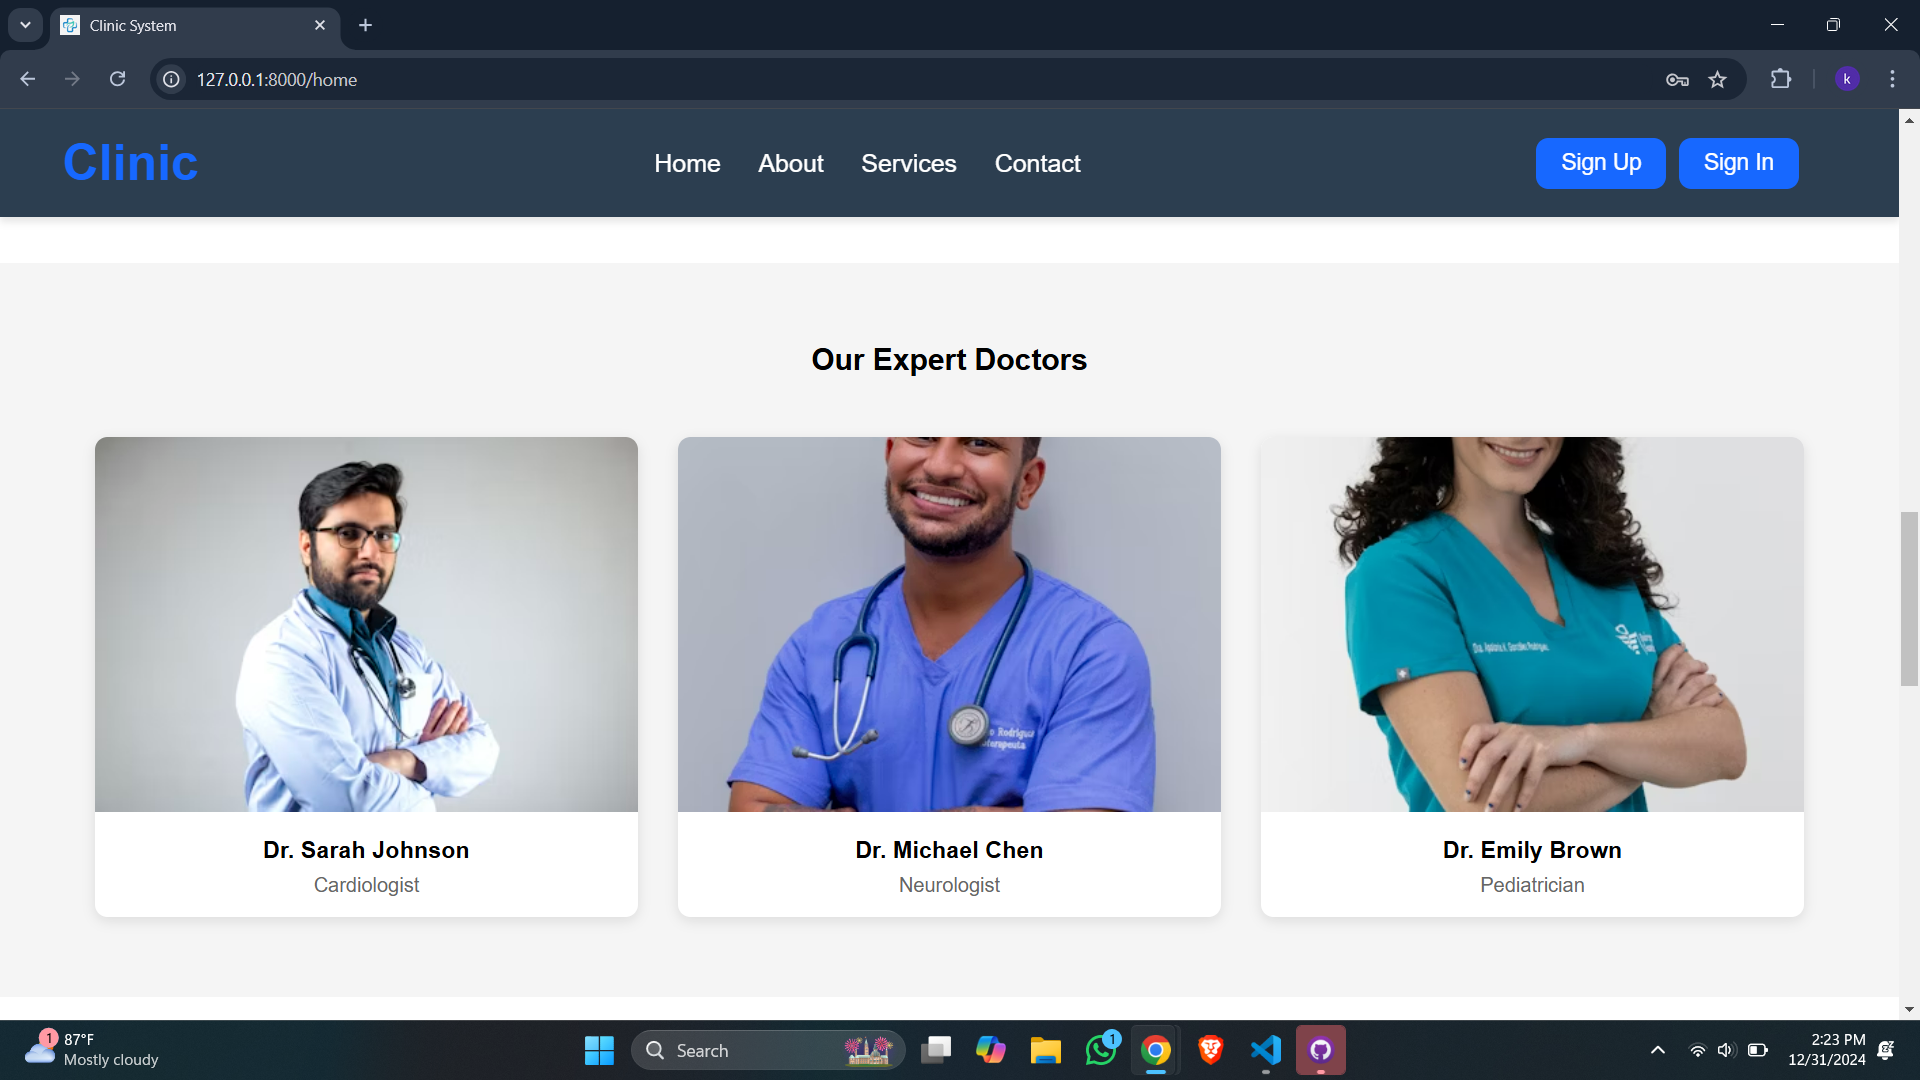 Clinic System
127.0.0.1:8000/home
k
Clinic
Home About Services Contact
Sign Up Sign In
Our Expert Doctors
Dr. Sarah Johnson
Cardiologist
Dr. Michael Chen
Neurologist
Dr. Emily Brown
Pediatrician
1
87°F
Mostly cloudy
Search
1
2:23 PM
12/31/2024